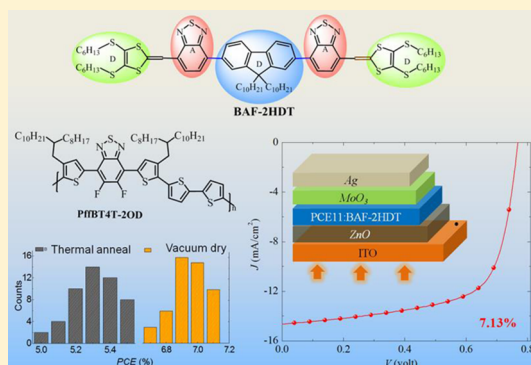 C₆H₁₃ S S N S N N S N S S C₆H₁₃
D A D A D
C₆H₁₃ S S S S C₆H₁₃
C₁₀H₂₁ C₁₀H₂₁
BAF-2HDT
C₁₀H₂₁ C₈H₁₇ N S N C₈H₁₇ C₁₀H₂₁
S F F S S S n
PffBT4T-2OD
Thermal anneal Vacuum dry
Counts
16
8
0
5.0 5.2 5.4 6.8 7.0 7.2
PCE (%)
J (mA/cm²)
0
-4
-8
-12
-16
Ag
MoO₃
PCE11:BAF-2HDT
ZnO
ITO
7.13%
0.0 0.2 0.4 0.6 0.8
V (volt)